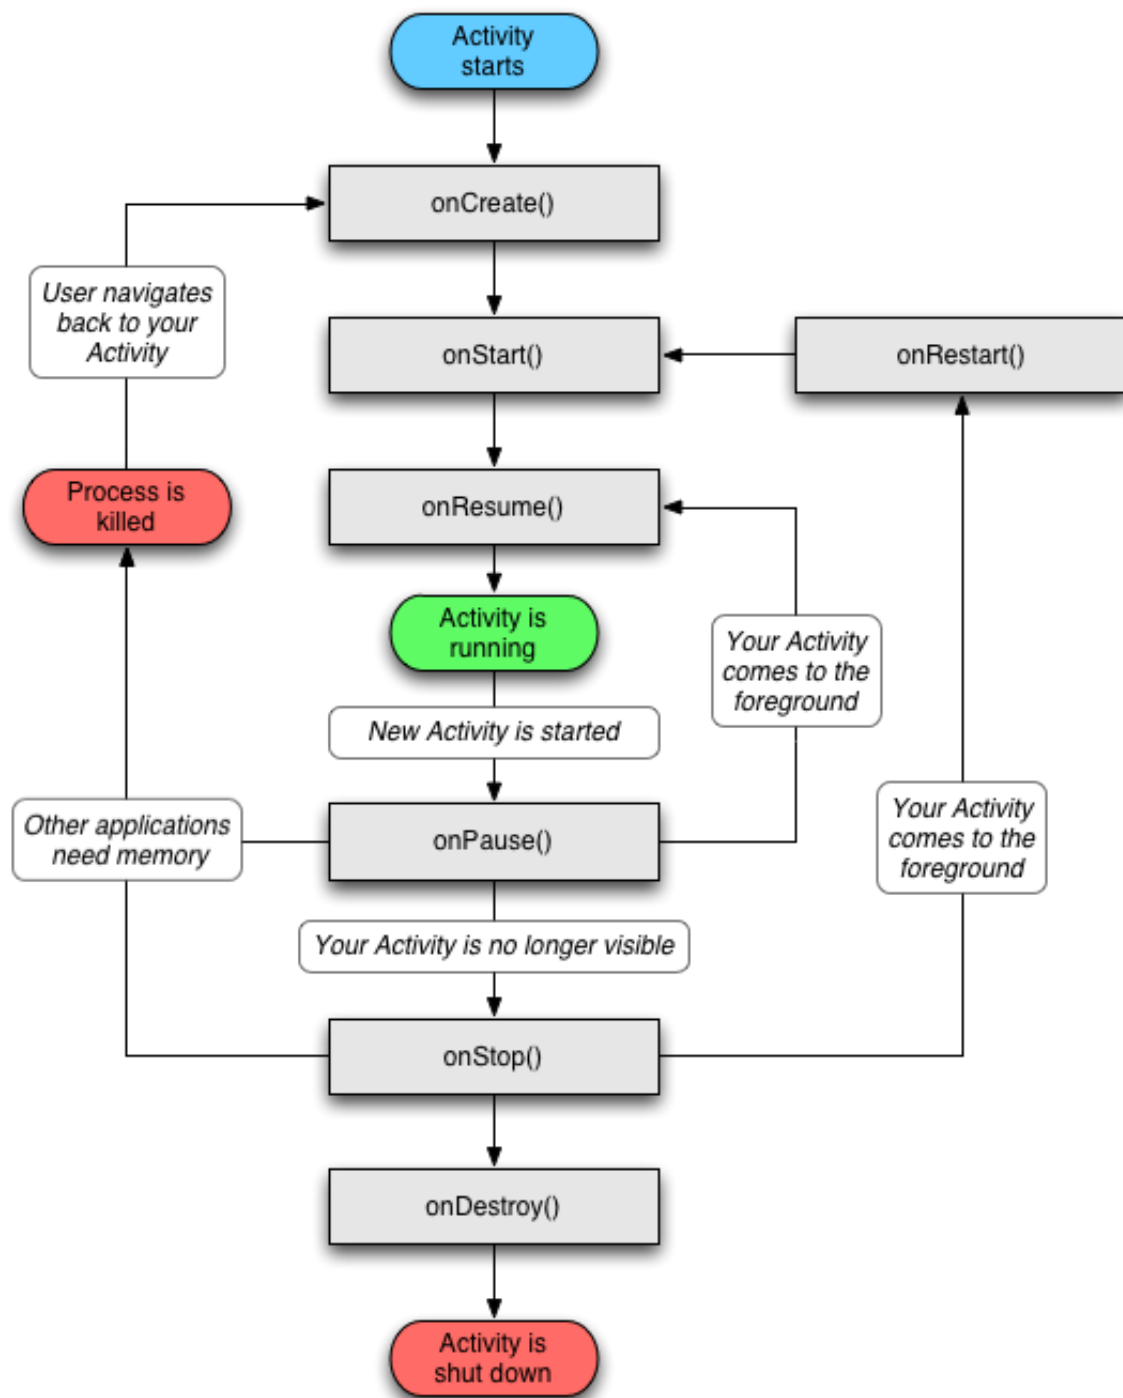 Activity
starts
onCreate()
User navigates
back to your
Activity
onStart()
onRestart()
Process is
killed
onResume()
Activity is
running
Your Activity
comes to the
foreground
New Activity is started
Other applications
need memory
onPause()
Your Activity
comes to the
foreground
Your Activity is no longer visible
onStop()
onDestroy()
Activity is
shut down